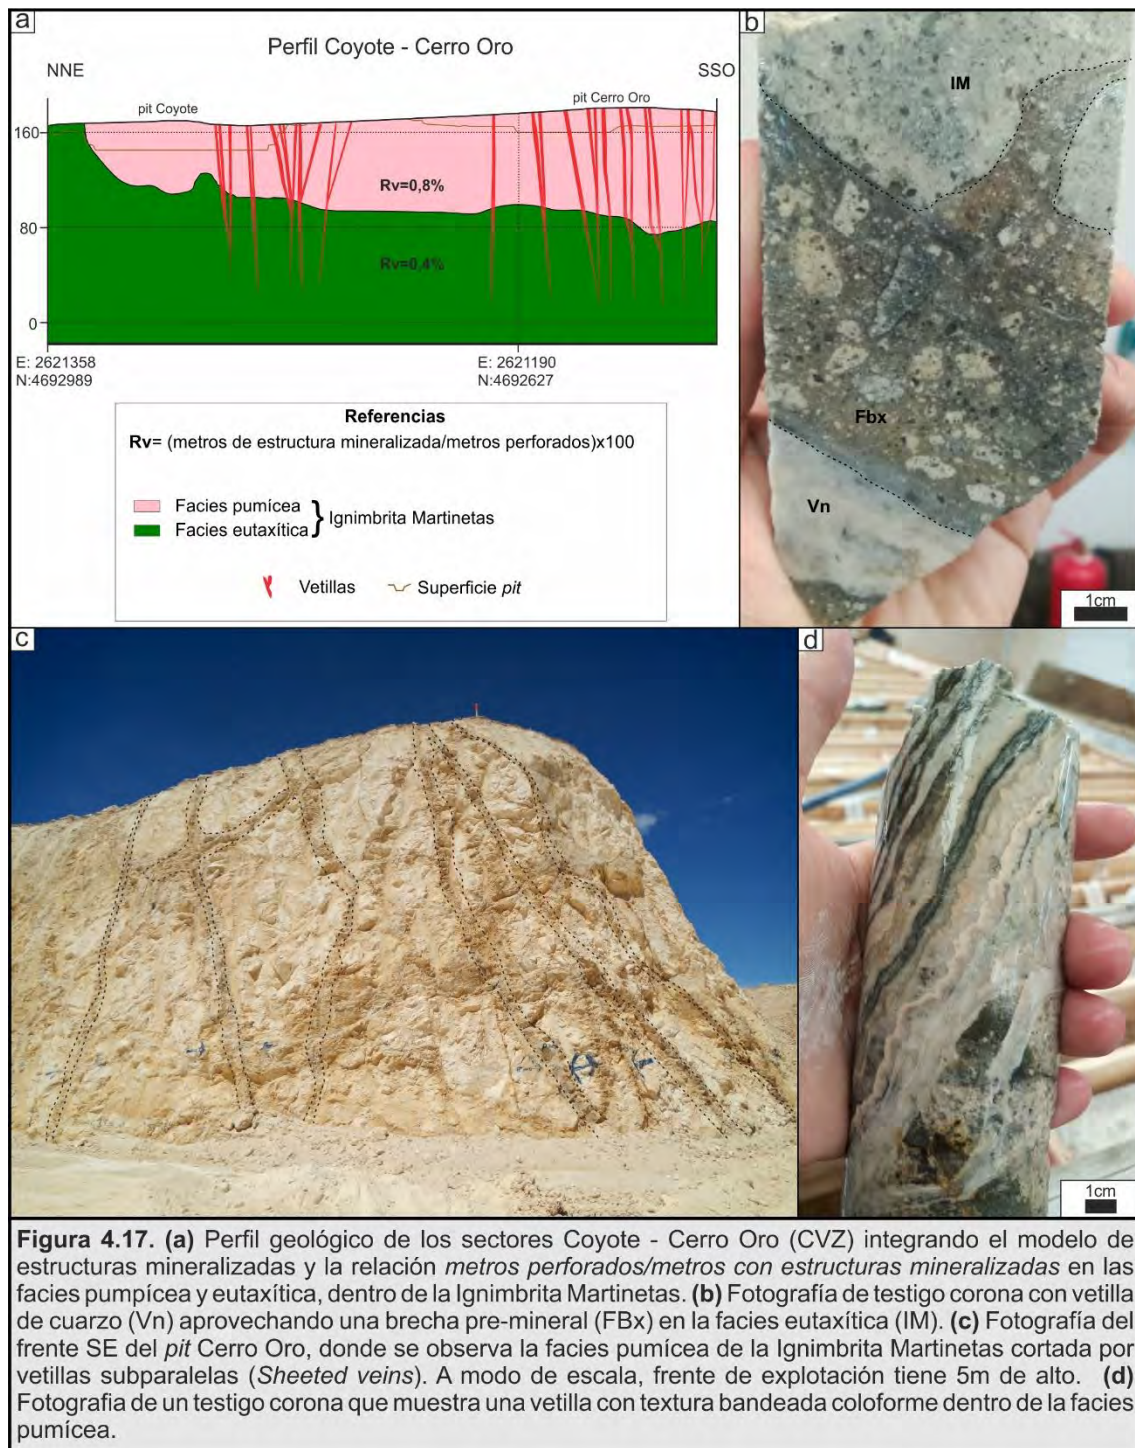 a
Perfil Coyote - Cerro Oro
NNE
SSO
pit Coyote
pit Cerro Oro
160
Rv=0,8%
80
Rv=0,4%
0
E: 2621358
N:4692989
E: 2621190
N:4692627
Referencias
Rv= (metros de estructura mineralizada/metros perforados)x100
Facies pumícea
Facies eutaxítica
} Ignimbrita Martinetas
Vetillas
Superficie pit
b
IM
Fbx
Vn
1cm
c
d
1cm
Figura 4.17. (a) Perfil geológico de los sectores Coyote - Cerro Oro (CVZ) integrando el modelo de
estructuras mineralizadas y la relación metros perforados/metros con estructuras mineralizadas en las
facies pumpícea y eutaxítica, dentro de la Ignimbrita Martinetas. (b) Fotografía de testigo corona con vetilla
de cuarzo (Vn) aprovechando una brecha pre-mineral (FBx) en la facies eutaxítica (IM). (c) Fotografía del
frente SE del pit Cerro Oro, donde se observa la facies pumícea de la Ignimbrita Martinetas cortada por
vetillas subparalelas (Sheeted veins). A modo de escala, frente de explotación tiene 5m de alto. (d)
Fotografia de un testigo corona que muestra una vetilla con textura bandeada coloforme dentro de la facies
pumícea.